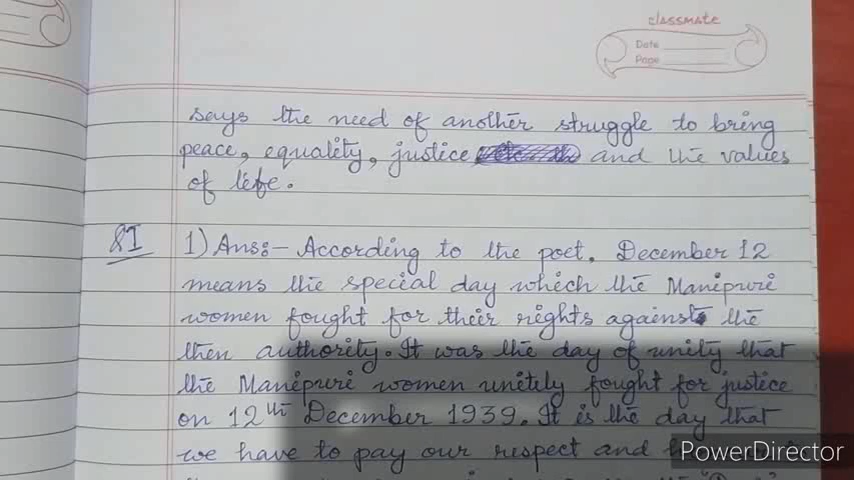 classmate
Date
Page
says the need of another struggle to bring
peace, equality, justice and the values
of life.
QI 1) Ans:- According to the poet, December 12
means the special day which the Manipuri
women fought for their rights against the
then authority. It was the day of unity that
the Manipuri women unitely fought for justice
on 12th December 1939. It is the day that
we have to pay our respect and
PowerDirector